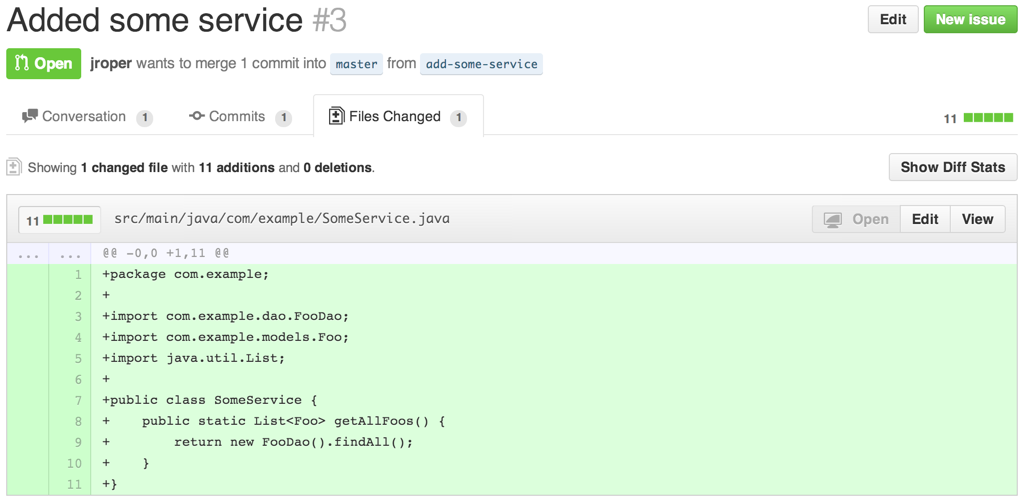 Added some service #3
Edit
New issue
Open jroper wants to merge 1 commit into master from add-some-service
Conversation 1
Commits 1
Files Changed 1
11
Showing 1 changed file with 11 additions and 0 deletions.
Show Diff Stats
11 src/main/java/com/example/SomeService.java
Open
Edit
View
... ... @@ -0,0 +1,11 @@
1 +package com.example;
2 +
3 +import com.example.dao.FooDao;
4 +import com.example.models.Foo;
5 +import java.util.List;
6 +
7 +public class SomeService {
8 +    public static List<Foo> getAllFoos() {
9 +        return new FooDao().findAll();
10 +    }
11 +}